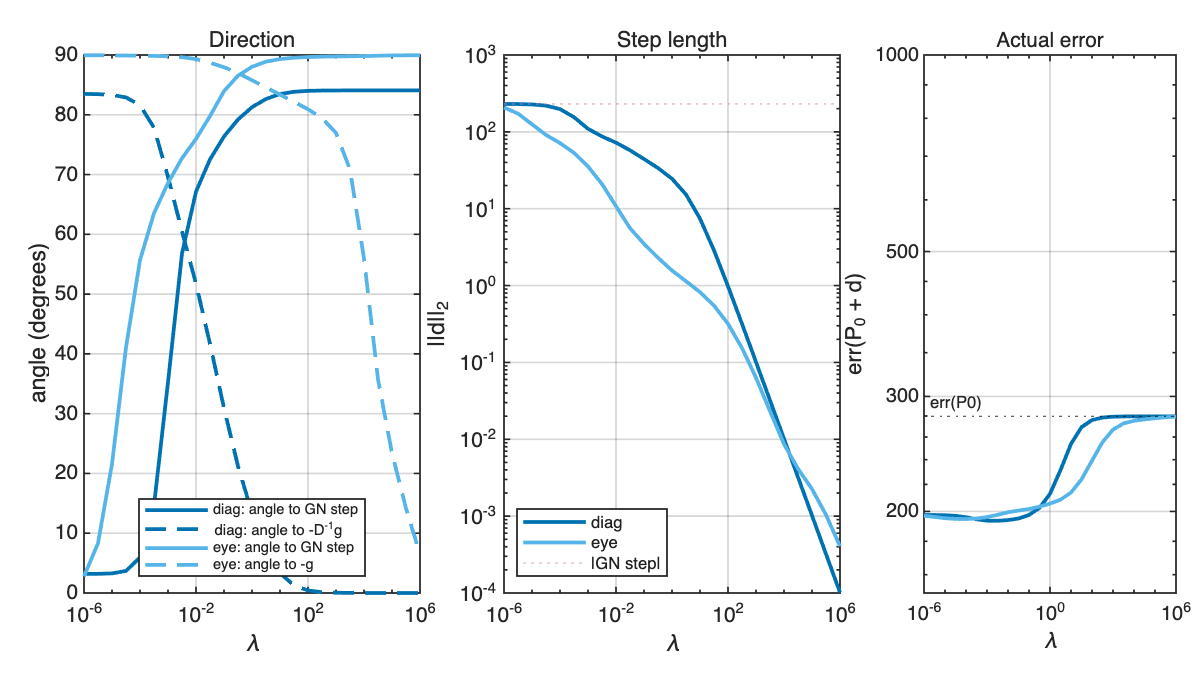 Direction
90
80
70
60
50
40
30
20
10
0
angle (degrees)
diag: angle to GN step
diag: angle to -D⁻¹g
eye: angle to GN step
eye: angle to -g
10⁻⁶
10⁻²
10²
10⁶
λ
Step length
10³
10²
10¹
10⁰
10⁻¹
10⁻²
10⁻³
10⁻⁴
||d||₂
diag
eye
|GN step|
10⁻⁶
10⁻²
10²
10⁶
λ
Actual error
1000
500
300
200
err(P₀ + d)
err(P0)
10⁻⁶
10⁰
10⁶
λ